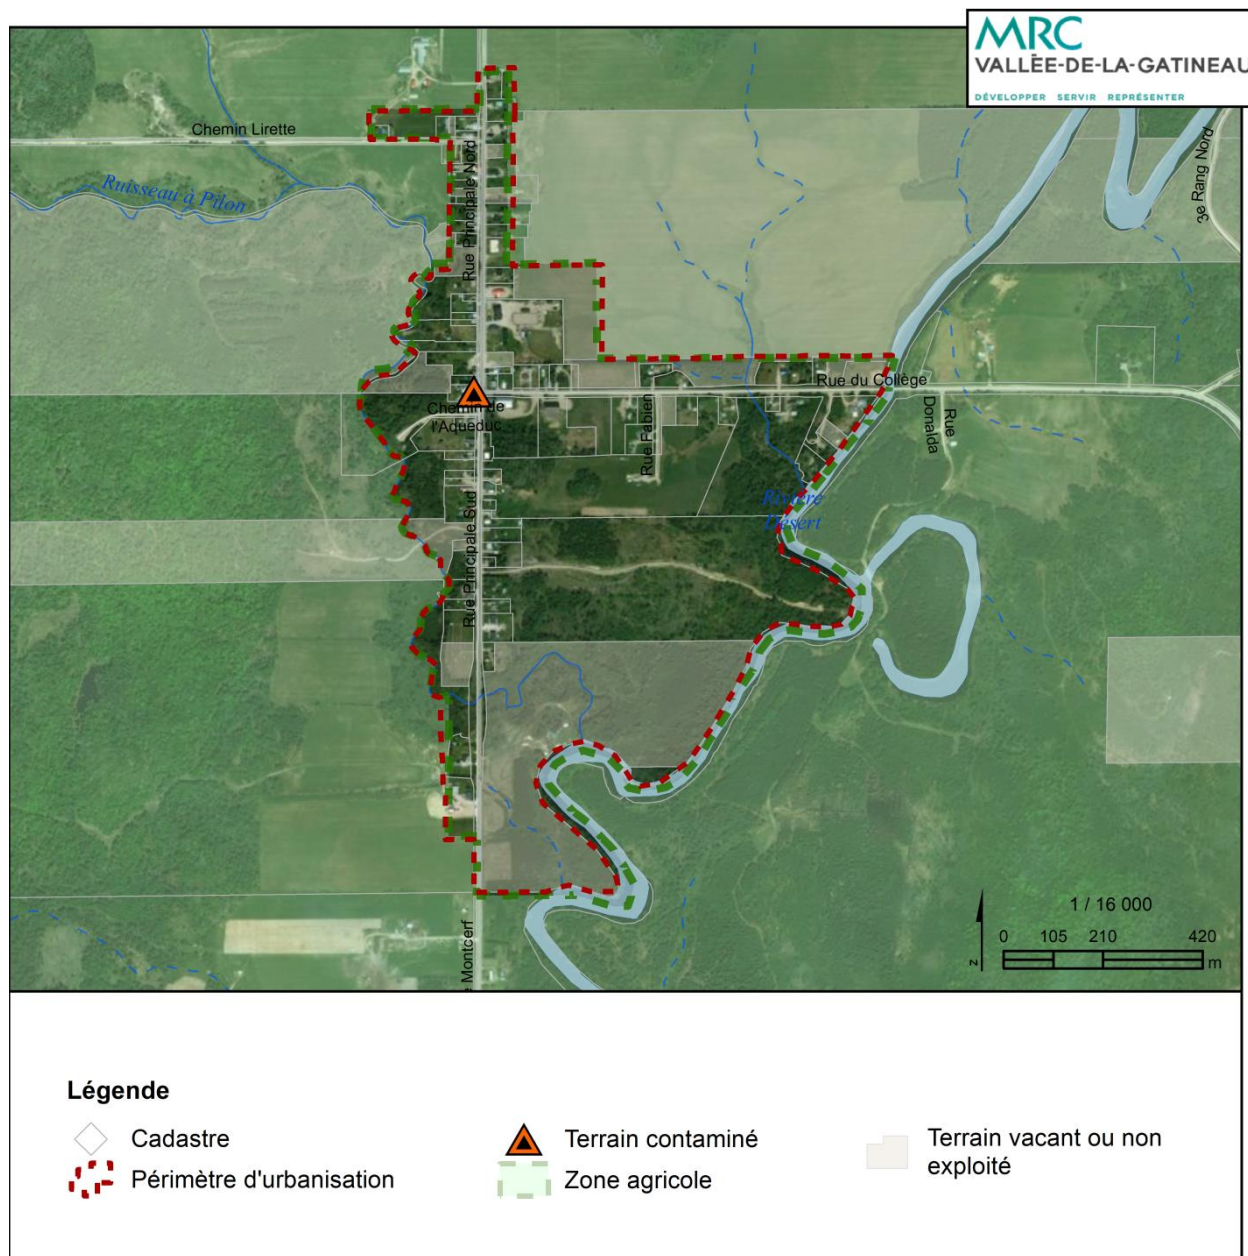 MRC
VALLÉE-DE-LA-GATINEAU
DÉVELOPPER SERVIR REPRÉSENTER
Chemin Lirette
Ruisseau à Pilon
Rue Principale Nord
3e Rang Nord
Rue du Collège
Chemin de
l'Aqueduc
Rue Fabien
Rue
Donalda
Rue Principale Sud
Rivière
Désert
Montcerf
1 / 16 000
0 105 210 420
m
z
Légende
Cadastre
Périmètre d'urbanisation
Terrain contaminé
Zone agricole
Terrain vacant ou non
exploité